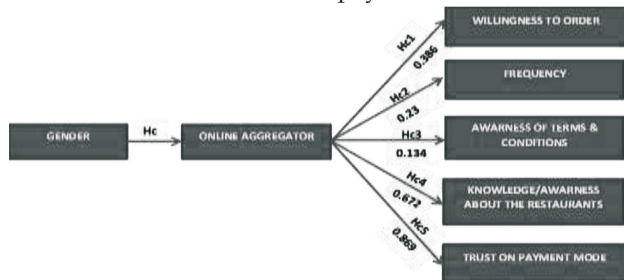 WILLINGNESS TO ORDER
Hc1
0.386
FREQUENCY
Hc2
0.23
GENDER
Hc
ONLINE AGGREGATOR
Hc3
0.134
AWARNESS OF TERMS &
CONDITIONS
Hc4
0.672
KNOWLEDGE/AWARENESS
ABOUT THE RESTAURANTS
Hc5
0.869
TRUST ON PAYMENT MODE